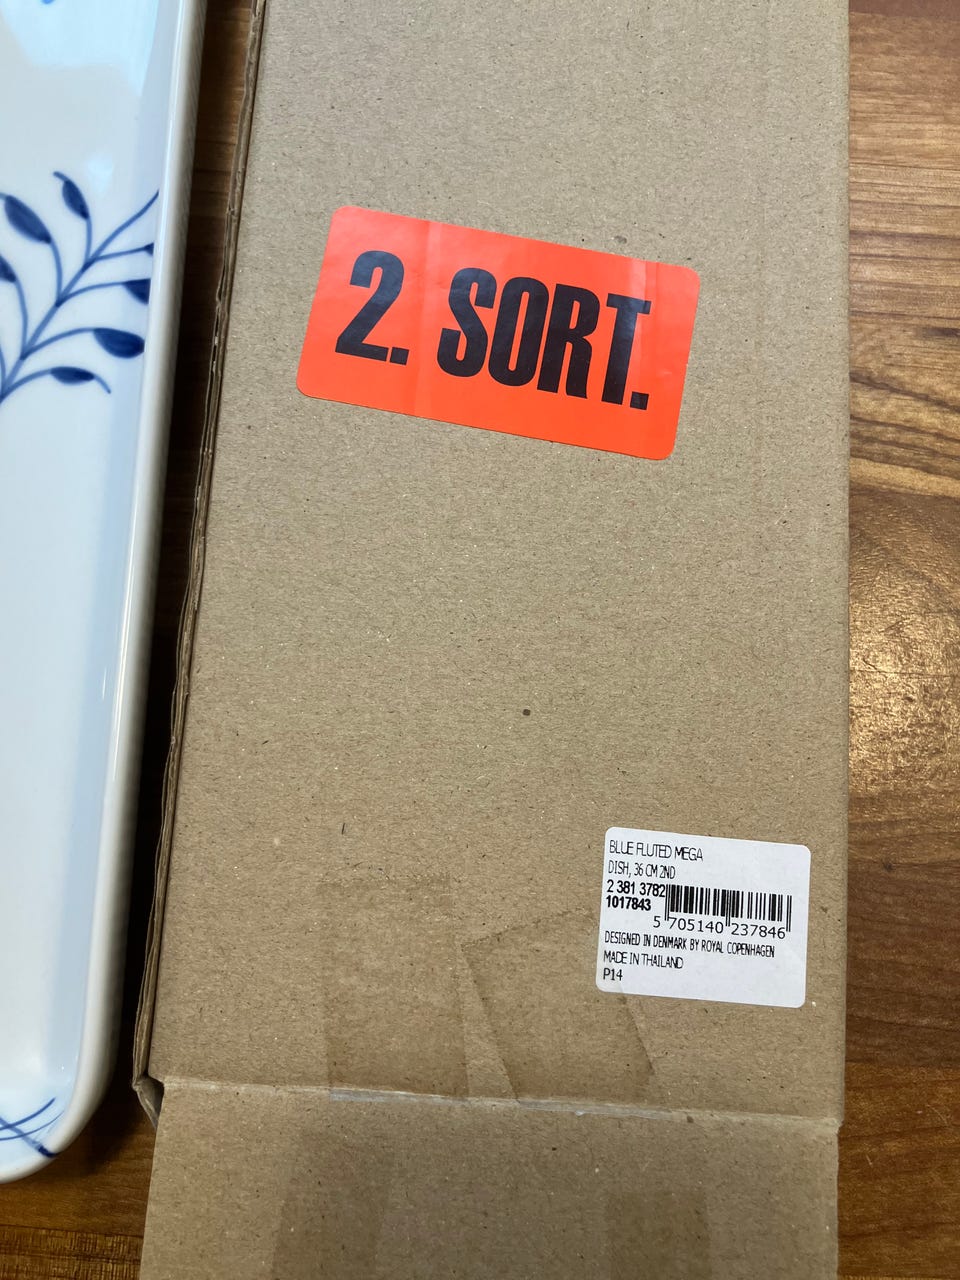 2. SORT.
BLUE FLUTED MEGA
DISH, 36 CM 2ND
2 381 3782
1017843
5 705140 237846
DESIGNED IN DENMARK BY ROYAL COPENHAGEN
MADE IN THAILAND
P14